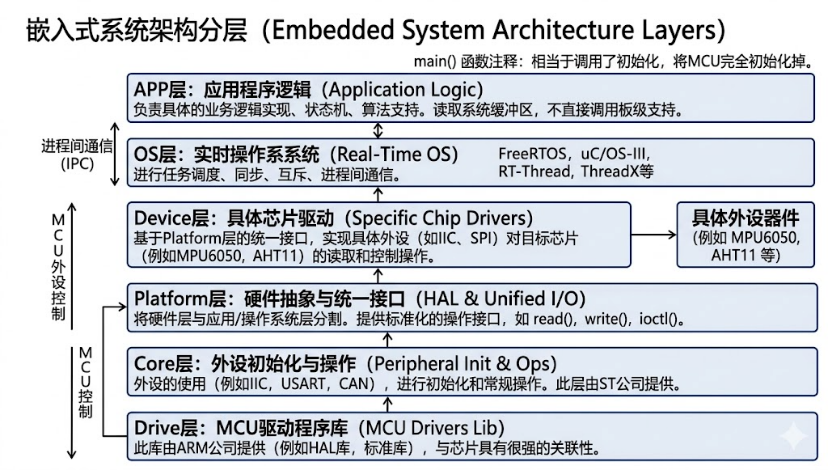 嵌入式系统架构分层（Embedded System Architecture Layers）
main() 函数注释：相当于调用了初始化，将MCU完全初始化掉。
APP层：应用程序逻辑（Application Logic）
负责具体的业务逻辑实现、状态机、算法支持。读取系统缓冲区，不直接调用板级支持。
进程间通信
(IPC)
OS层：实时操作系系统（Real-Time OS）
进行任务调度、同步、互斥、进程间通信。
FreeRTOS，uC/OS-III,
RT-Thread, ThreadX等
MCU外设控制
Device层：具体芯片驱动（Specific Chip Drivers）
基于Platform层的统一接口，实现具体外设（如IIC、SPI）对目标芯片
（例如MPU6050, AHT11）的读取和控制操作。
具体外设器件
(例如 MPU6050,
AHT11 等)
Platform层：硬件抽象与统一接口（HAL & Unified I/O）
将硬件层与应用/操作系统层分割。提供标准化的操作接口，如 read(), write(), ioctl()。
MCU控制
Core层：外设初始化与操作（Peripheral Init & Ops）
外设的使用（例如IIC, USART, CAN），进行初始化和常规操作。此层由ST公司提供。
Drive层：MCU驱动程序库（MCU Drivers Lib）
此库由ARM公司提供（例如HAL库，标准库），与芯片具有很强的关联性。